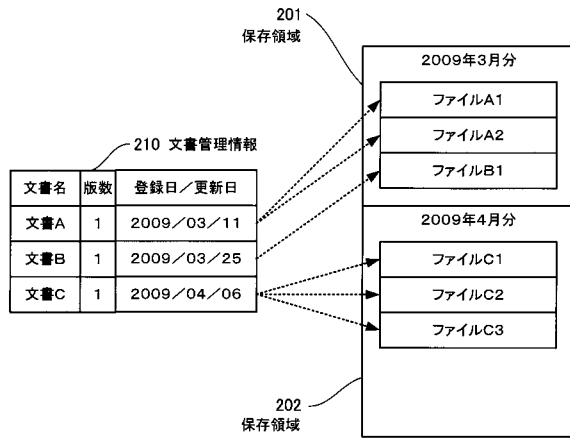 201
保存領域
2009年3月分
ファイルA1
ファイルA2
ファイルB1
210 文書管理情報
文書名 版数 登録日/更新日
文書A 1 2009/03/11
文書B 1 2009/03/25
文書C 1 2009/04/06
2009年4月分
ファイルC1
ファイルC2
ファイルC3
202
保存領域